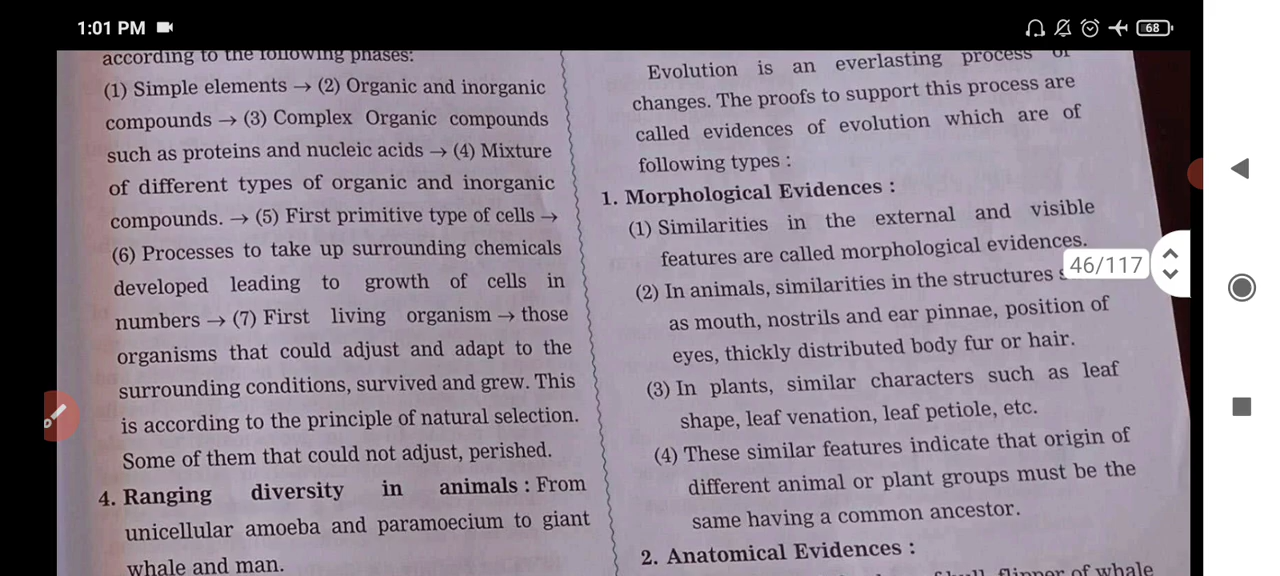 1:01 PM
68
according to the following phases:
(1) Simple elements → (2) Organic and inorganic
compounds → (3) Complex Organic compounds
such as proteins and nucleic acids → (4) Mixture
of different types of organic and inorganic
compounds. → (5) First primitive type of cells →
(6) Processes to take up surrounding chemicals
developed leading to growth of cells in
numbers → (7) First living organism → those
organisms that could adjust and adapt to the
surrounding conditions, survived and grew. This
is according to the principle of natural selection.
Some of them that could not adjust, perished.
4. Ranging diversity in animals : From
unicellular amoeba and paramoecium to giant
whale and man.
Evolution is an everlasting process of
changes. The proofs to support this process are
called evidences of evolution which are of
following types :
1. Morphological Evidences :
(1) Similarities in the external and visible
features are called morphological evidences.
46/117
(2) In animals, similarities in the structures
as mouth, nostrils and ear pinnae, position of
eyes, thickly distributed body fur or hair.
(3) In plants, similar characters such as leaf
shape, leaf venation, leaf petiole, etc.
(4) These similar features indicate that origin of
different animal or plant groups must be the
same having a common ancestor.
2. Anatomical Evidences :
flipper of whale